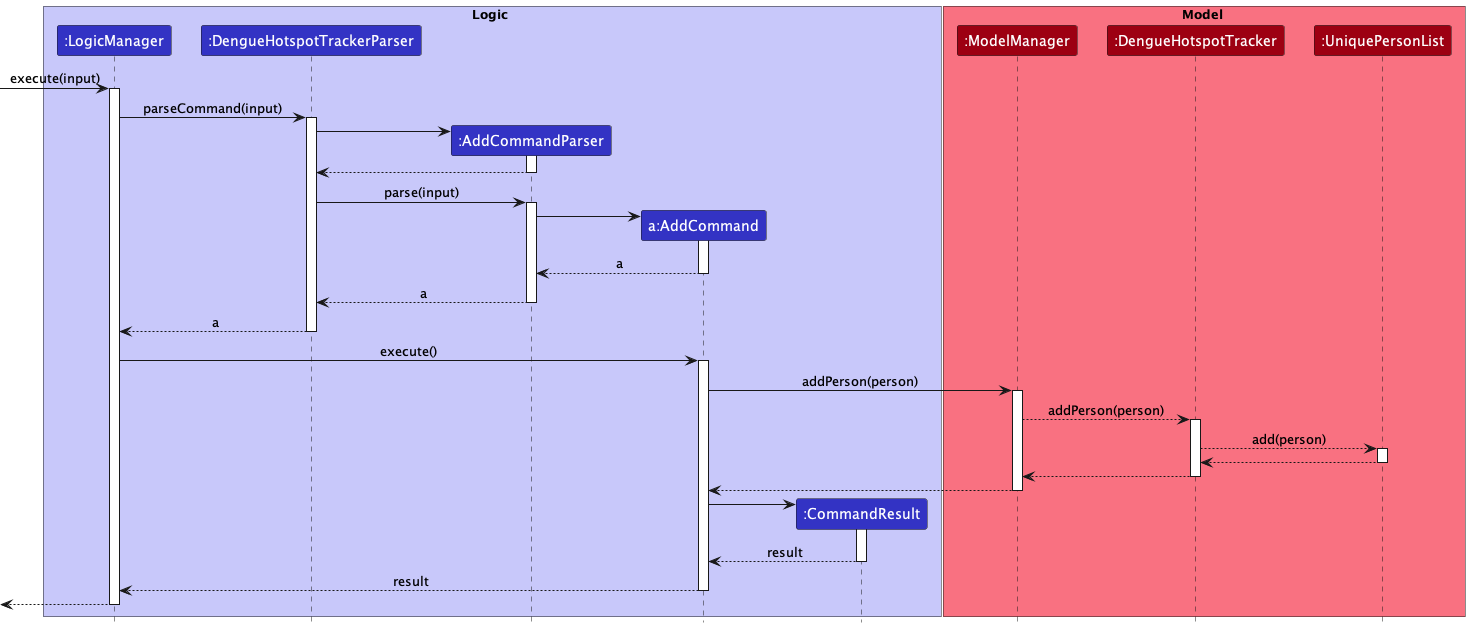 Logic
Model
:LogicManager
:DengueHotspotTrackerParser
:ModelManager
:DengueHotspotTracker
:UniquePersonList
execute(input)
parseCommand(input)
:AddCommandParser
parse(input)
a:AddCommand
a
a
a
execute()
addPerson(person)
addPerson(person)
add(person)
:CommandResult
result
result